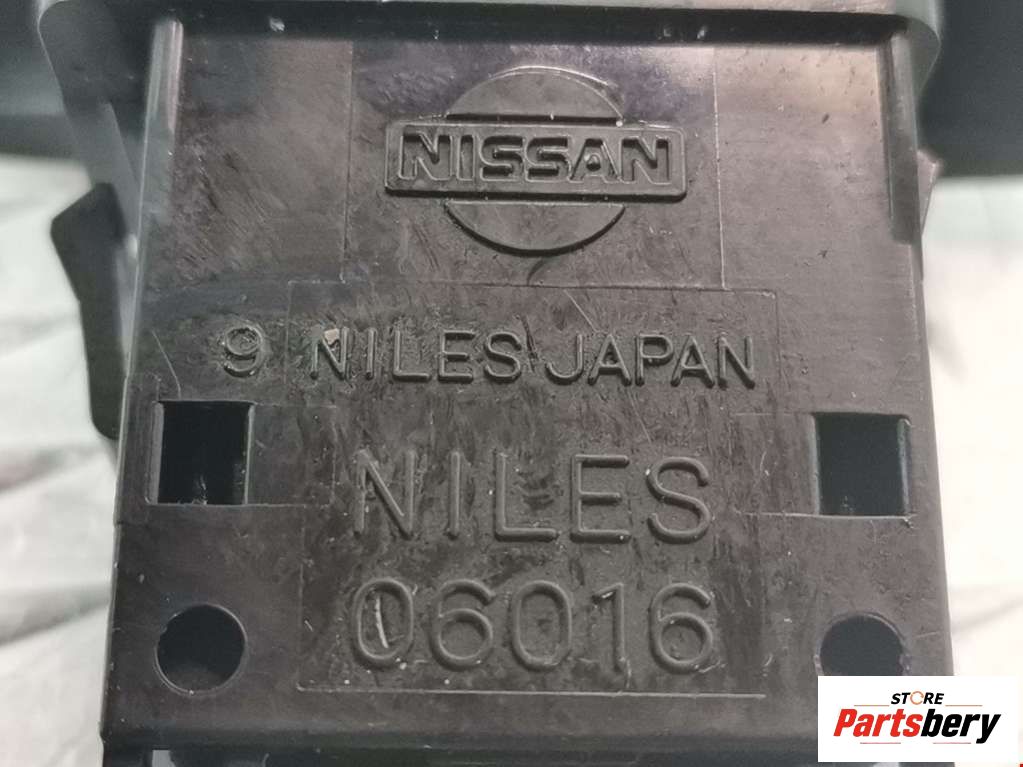 NISSAN
9 NILES JAPAN
NILES
06016
STORE
Partsbery